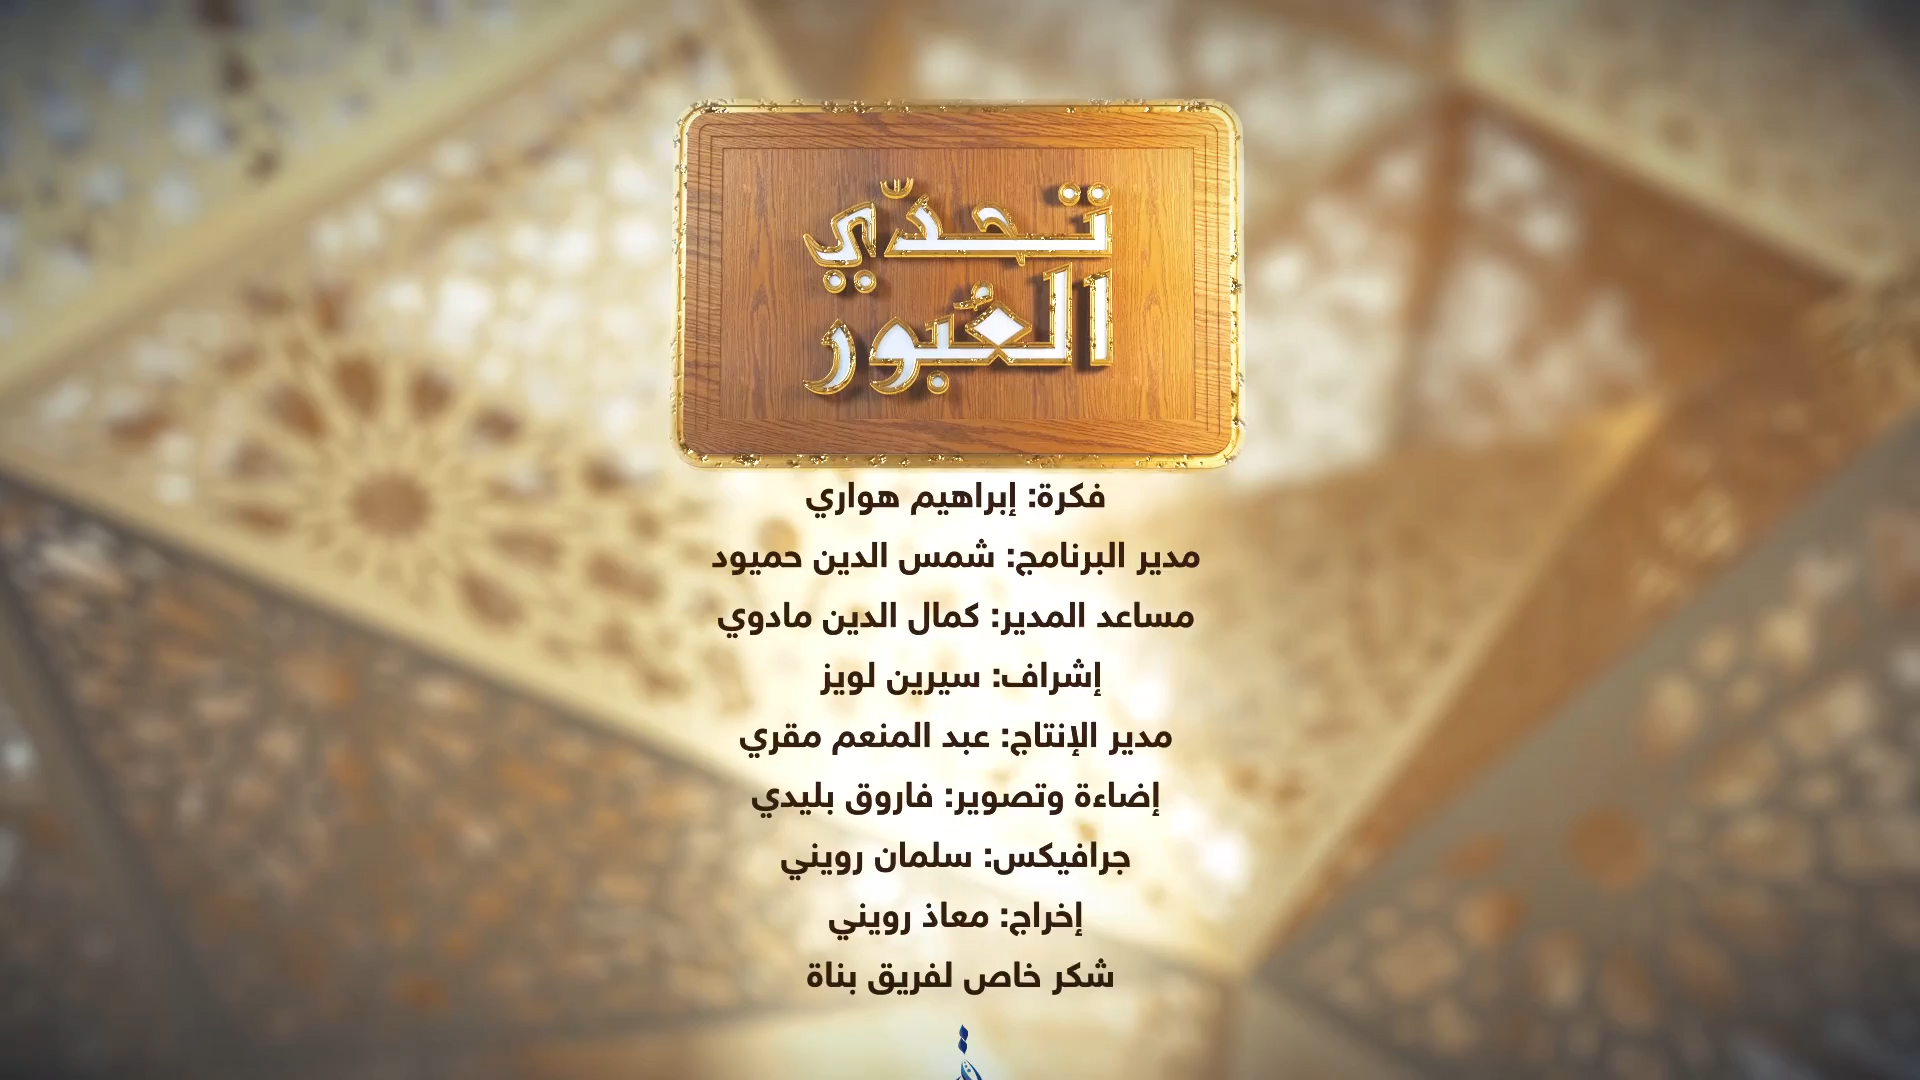 تحدّي
العُبور
فكرة: إبراهيم هواري
مدير البرنامج: شمس الدين حميود
مساعد المدير: كمال الدين مادوي
إشراف: سيرين لويز
مدير الإنتاج: عبد المنعم مقري
إضاءة وتصوير: فاروق بليدي
جرافيكس: سلمان رويني
إخراج: معاذ رويني
شكر خاص لفريق بناة